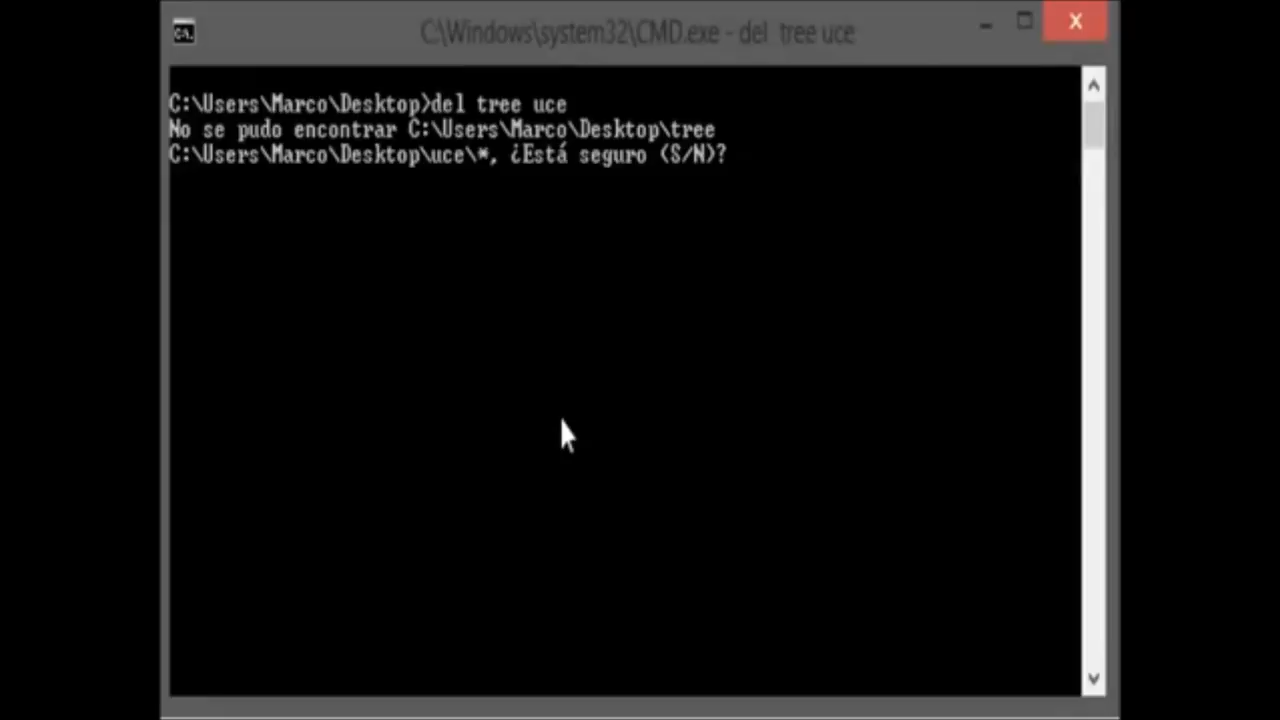 C:\Windows\system32\CMD.exe - del  tree uce
C:\Users\Marco\Desktop>del tree uce
No se pudo encontrar C:\Users\Marco\Desktop\tree
C:\Users\Marco\Desktop\uce\*, ¿Está seguro (S/N)?